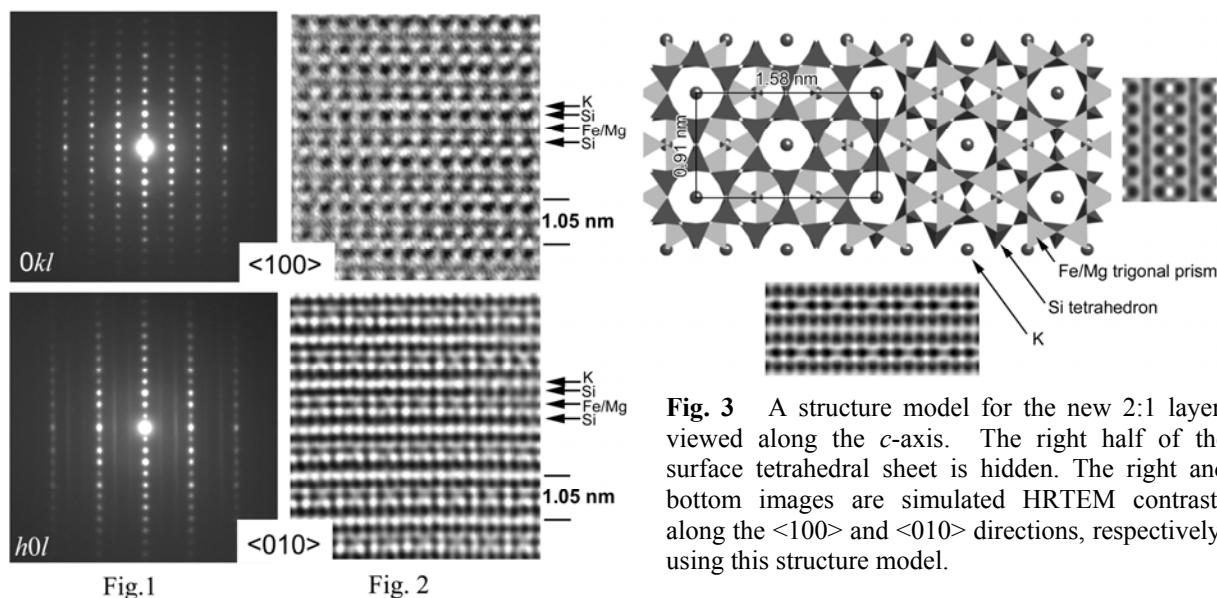 0kl
<100>
K
Si
Fe/Mg
Si
1.05 nm
h0l
<010>
K
Si
Fe/Mg
Si
1.05 nm
Fig.1
Fig. 2
1.58 nm
0.91 nm
Fe/Mg trigonal prism
Si tetrahedron
K
Fig. 3 A structure model for the new 2:1 layer
viewed along the c-axis. The right half of the
surface tetrahedral sheet is hidden. The right and
bottom images are simulated HRTEM contrast
along the <100> and <010> directions, respectively
using this structure model.